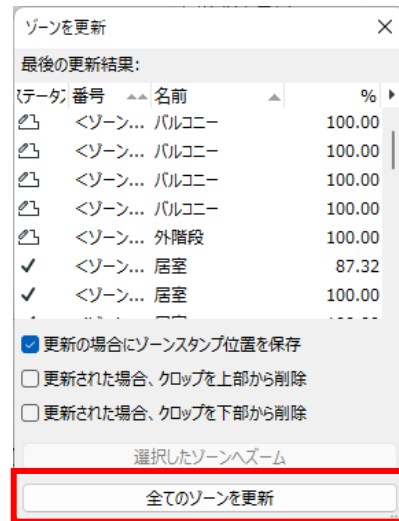 ゾーンを更新
最後の更新結果:
番号 名前 %
<ゾーン... バルコニー 100.00
<ゾーン... バルコニー 100.00
<ゾーン... バルコニー 100.00
<ゾーン... バルコニー 100.00
<ゾーン... 外階段 100.00
<ゾーン... 居室 87.32
<ゾーン... 居室 100.00
更新の場合にゾーンスタンプ位置を保存
更新された場合、クロップを上部から削除
更新された場合、クロップを下部から削除
選択したゾーンへズーム
全てのゾーンを更新